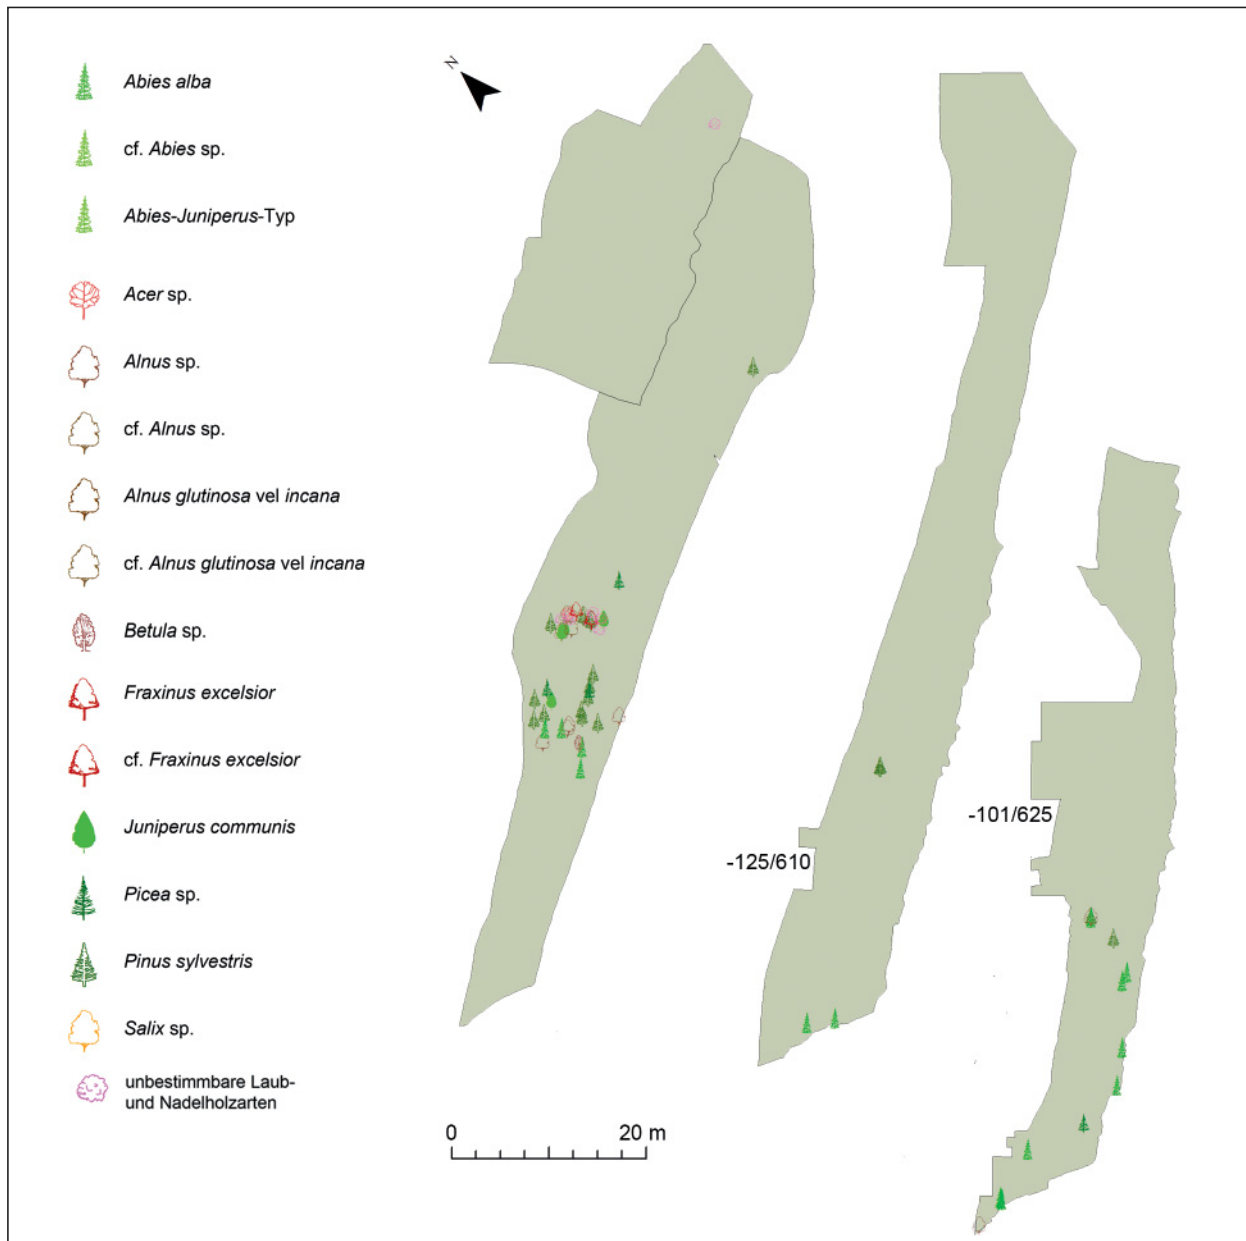 N
Abies alba
cf. Abies sp.
Abies-Juniperus-Typ
Acer sp.
Alnus sp.
cf. Alnus sp.
Alnus glutinosa vel incana
cf. Alnus glutinosa vel incana
Betula sp.
Fraxinus excelsior
cf. Fraxinus excelsior
Juniperus communis
Picea sp.
Pinus sylvestris
Salix sp.
unbestimmbare Laub-
und Nadelholzarten
-101/625
-125/610
0 20 m